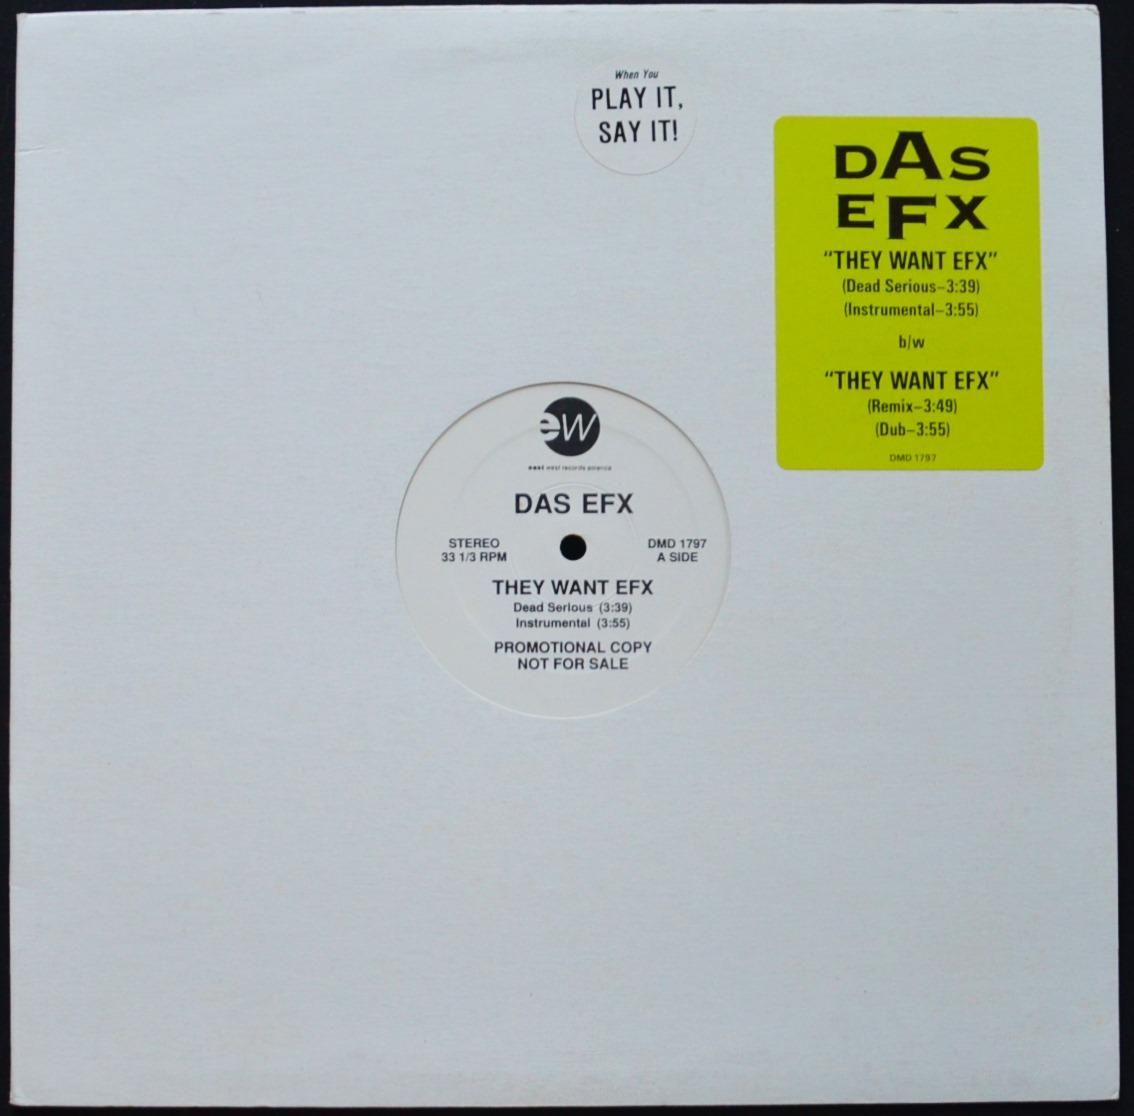 When You
PLAY IT,
SAY IT!
DAS
EFX
"THEY WANT EFX"
(Dead Serious–3:39)
(Instrumental–3:55)
b/w
"THEY WANT EFX"
(Remix–3:49)
(Dub–3:55)
DMD 1797
ew
east west records america
DAS EFX
STEREO
33 1/3 RPM
DMD 1797
A SIDE
THEY WANT EFX
Dead Serious (3:39)
Instrumental (3:55)
PROMOTIONAL COPY
NOT FOR SALE